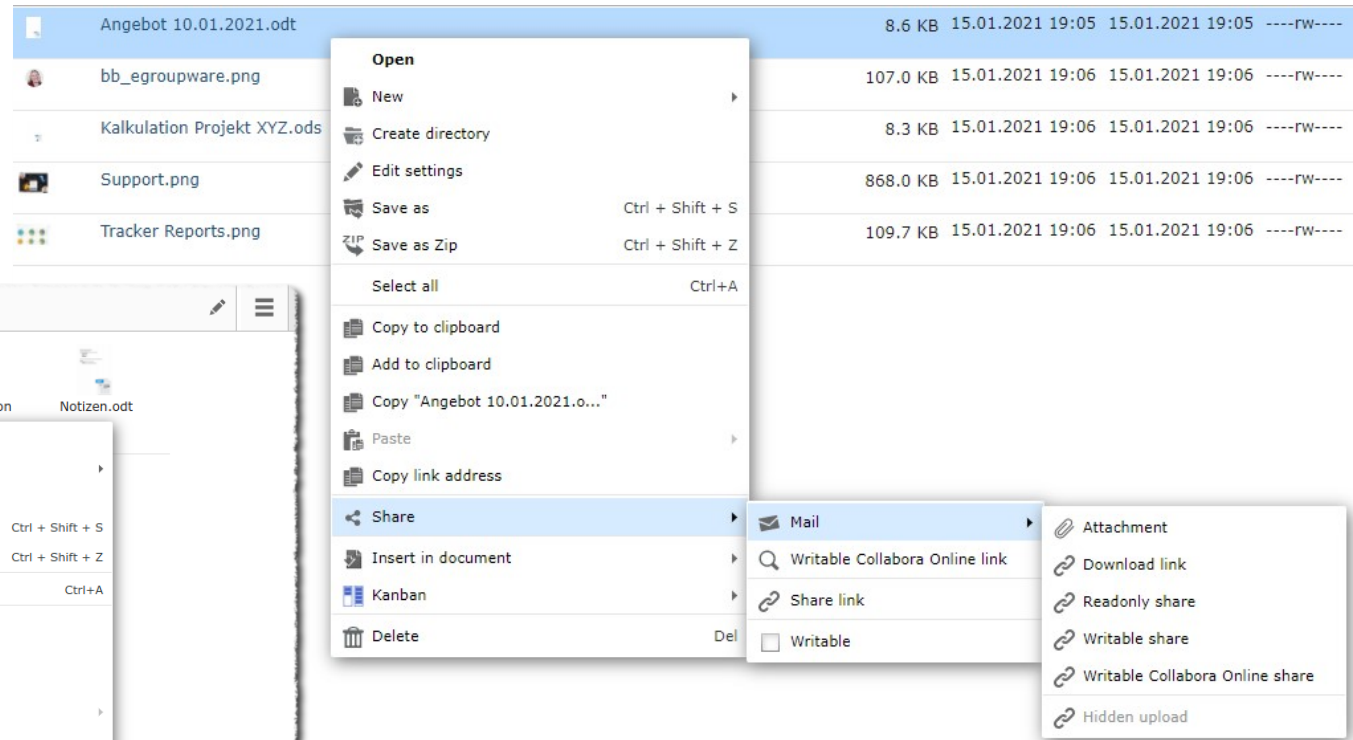 Angebot 10.01.2021.odt 8.6 KB 15.01.2021 19:05 15.01.2021 19:05 ----rw----
bb_egroupware.png 107.0 KB 15.01.2021 19:06 15.01.2021 19:06 ----rw----
Kalkulation Projekt XYZ.ods 8.3 KB 15.01.2021 19:06 15.01.2021 19:06 ----rw----
Support.png 868.0 KB 15.01.2021 19:06 15.01.2021 19:06 ----rw----
Tracker Reports.png 109.7 KB 15.01.2021 19:06 15.01.2021 19:06 ----rw----
Open
New
Create directory
Edit settings
Save as Ctrl + Shift + S
ZIP Save as Zip Ctrl + Shift + Z
Select all Ctrl+A
Copy to clipboard
Add to clipboard
Copy "Angebot 10.01.2021.o..."
Paste
Copy link address
Share
Insert in document
Kanban
Delete Del
Mail
Writable Collabora Online link
Share link
Writable
Attachment
Download link
Readonly share
Writable share
Writable Collabora Online share
Hidden upload
on Notizen.odt
Ctrl + Shift + S
Ctrl + Shift + Z
Ctrl+A